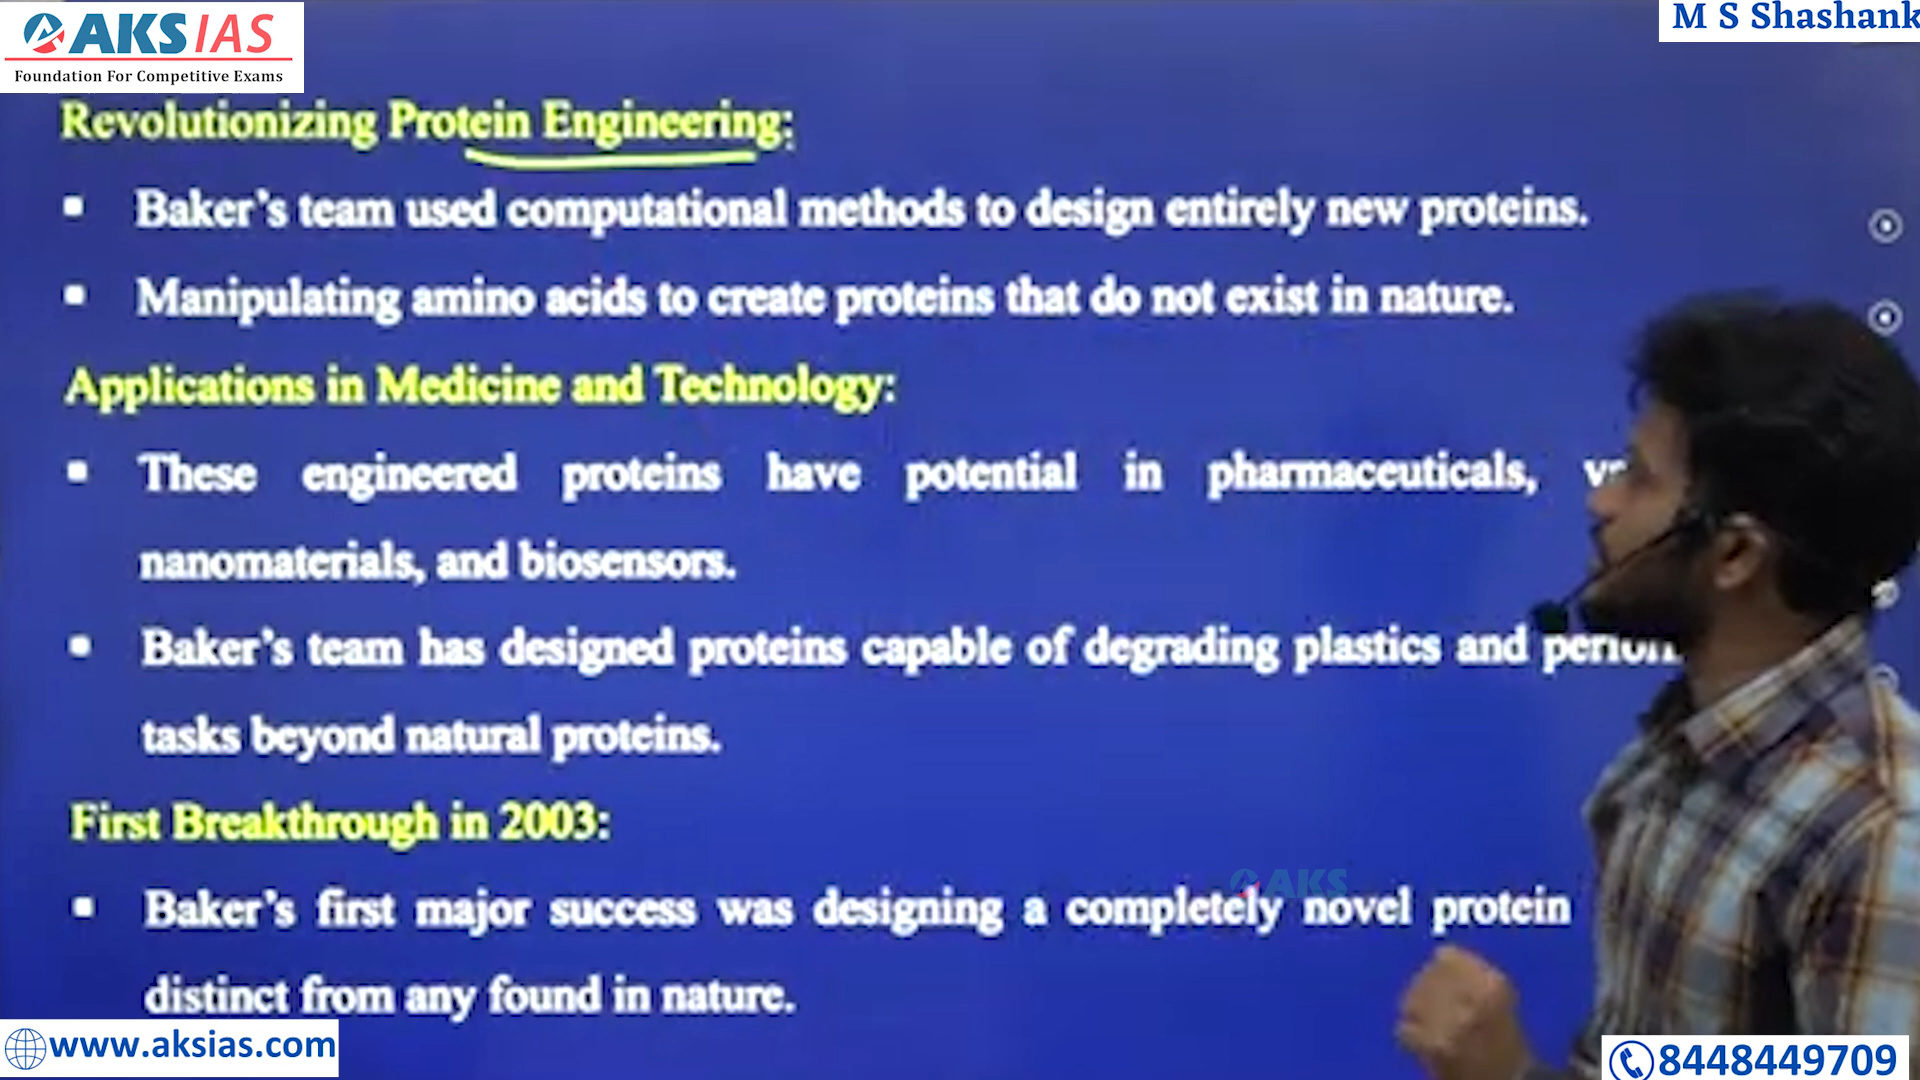 AKS IAS
Foundation For Competitive Exams
M S Shashank
Revolutionizing Protein Engineering:
Baker's team used computational methods to design entirely new proteins.
Manipulating amino acids to create proteins that do not exist in nature.
Applications in Medicine and Technology:
These engineered proteins have potential in pharmaceuticals,
nanomaterials, and biosensors.
Baker's team has designed proteins capable of degrading plastics and
tasks beyond natural proteins.
First Breakthrough in 2003:
AKS
Baker's first major success was designing a completely novel protein
distinct from any found in nature.
www.aksias.com
8448449709